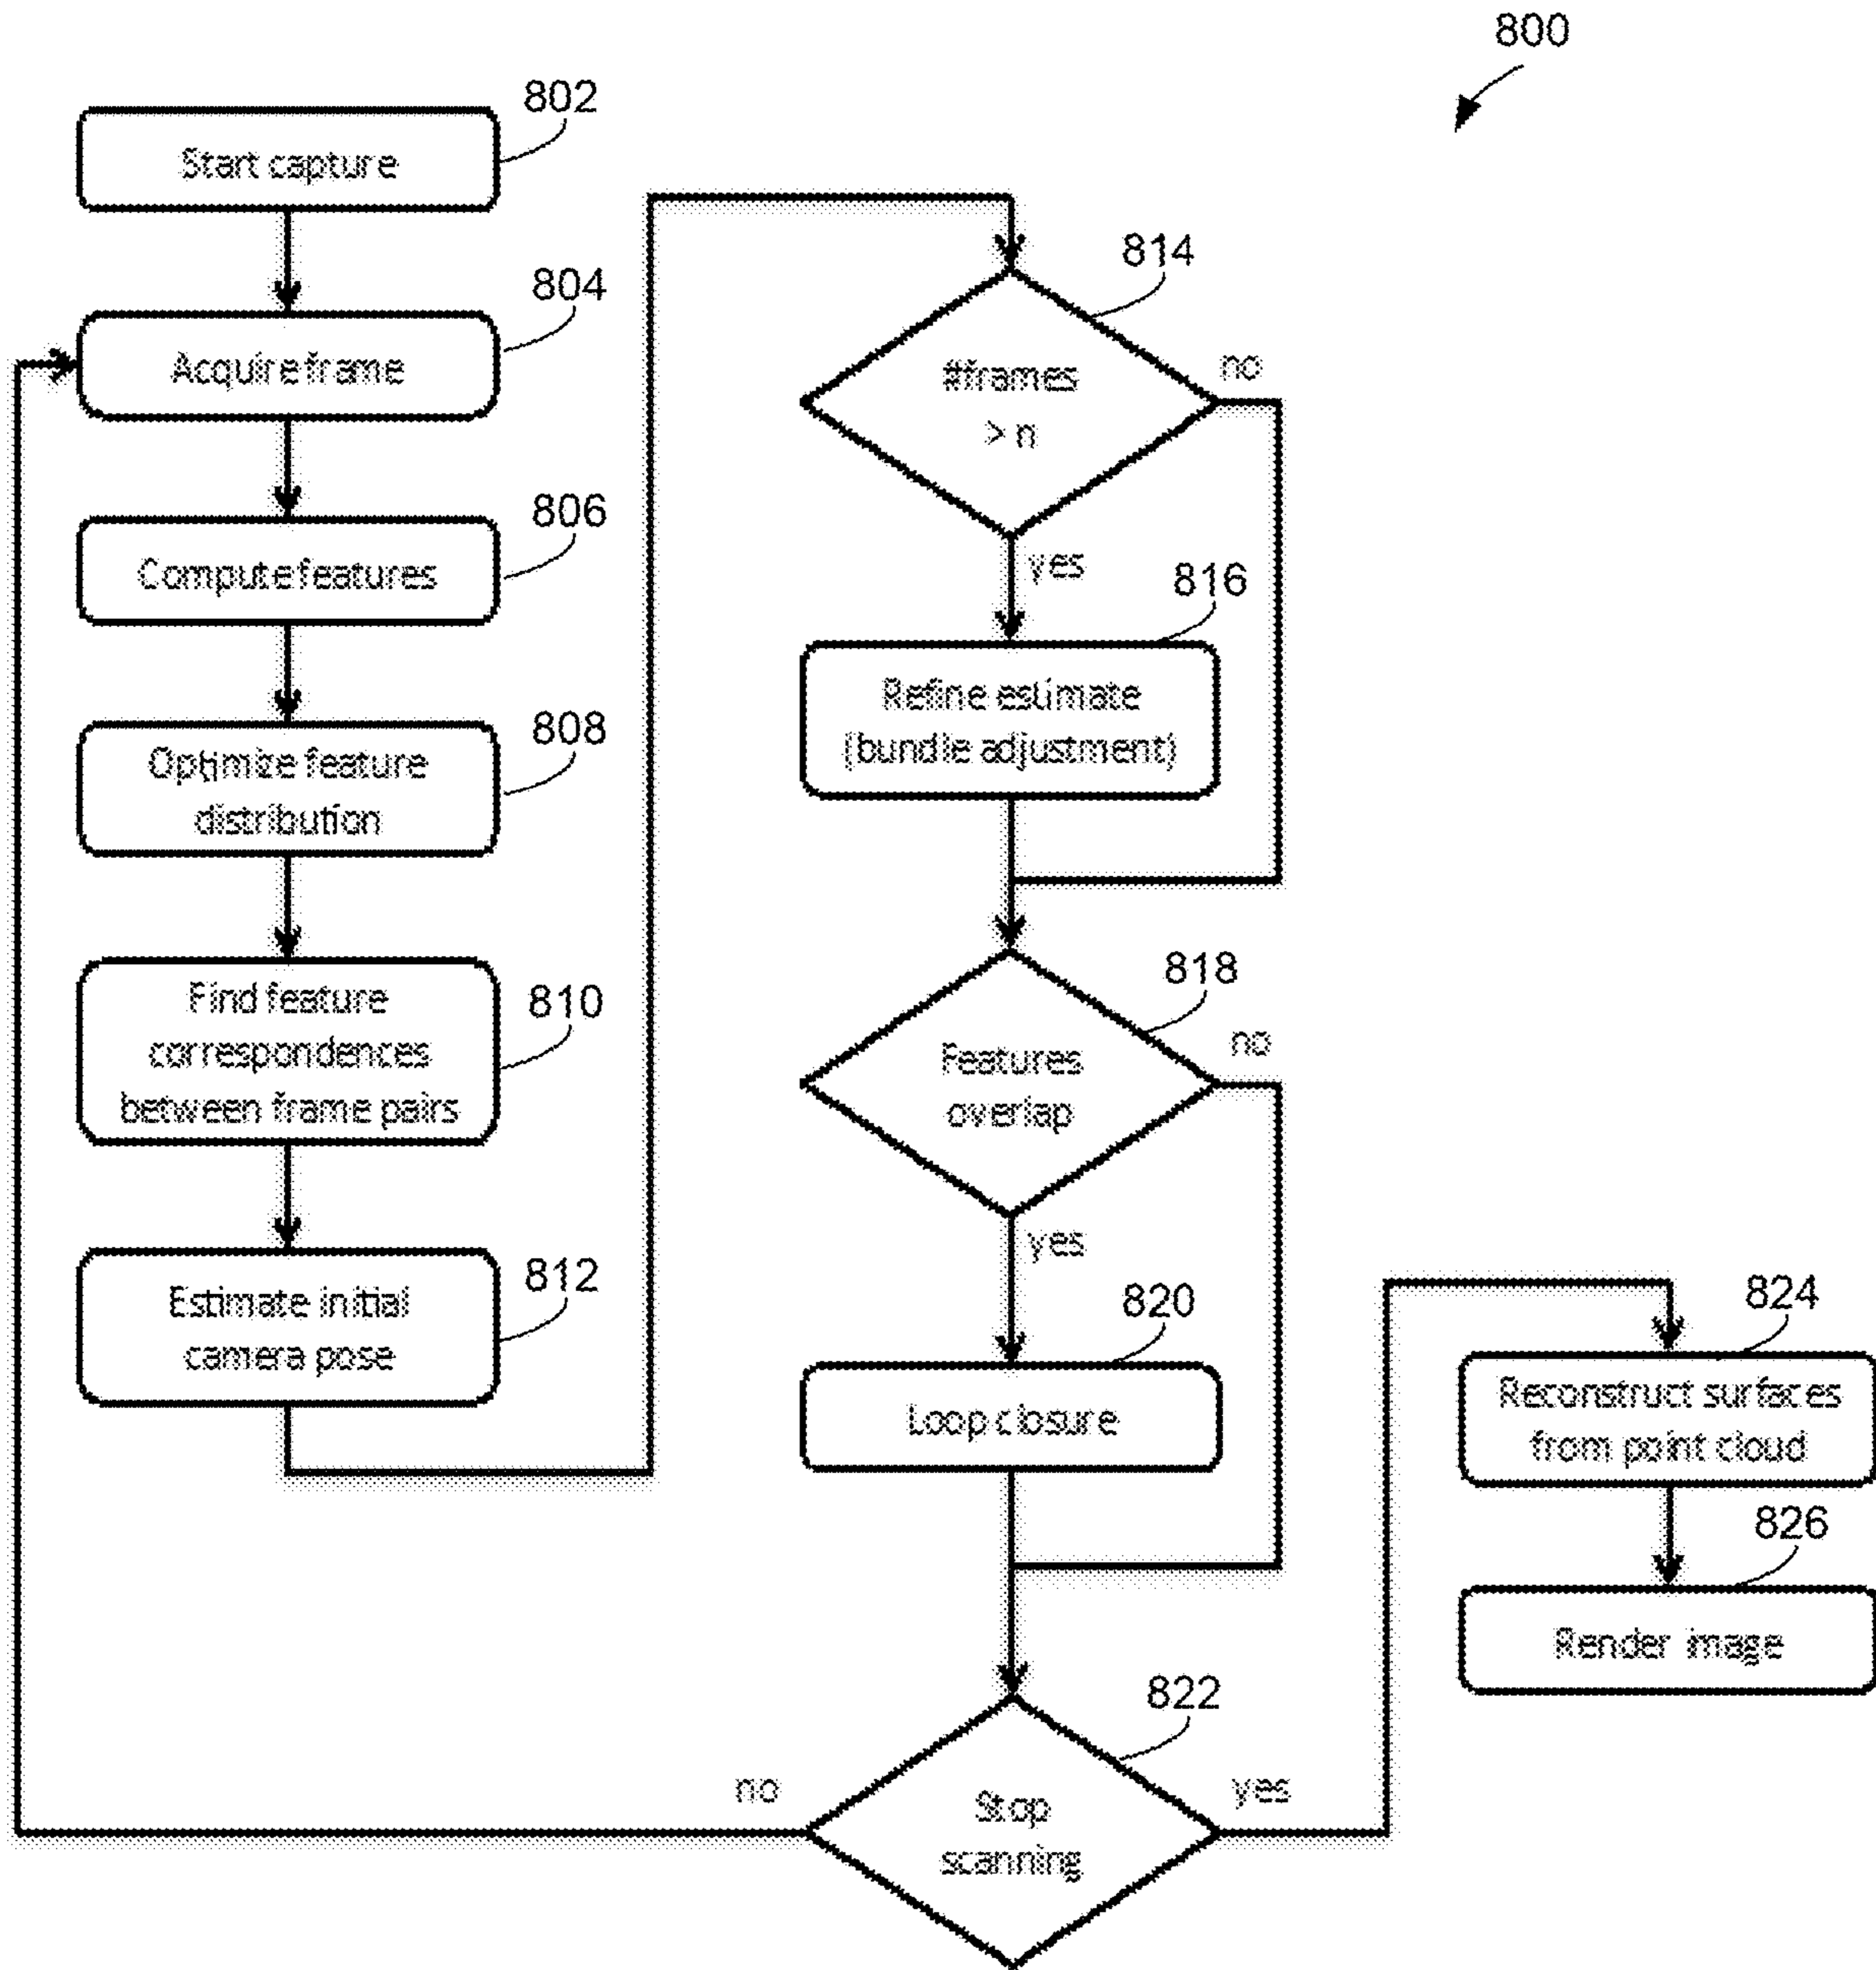 800
802
Start capture
804
Acquire frame
806
Compute features
808
Optimize feature
distribution
810
Find feature
correspondences
between frame pairs
812
Estimate initial
camera pose
814
#frames
> n
no
yes
816
Refine estimate
(bundle adjustment)
818
Features
overlap
no
yes
820
Loop closure
822
Stop
scanning
no
yes
824
Reconstruct surfaces
from point cloud
826
Render image